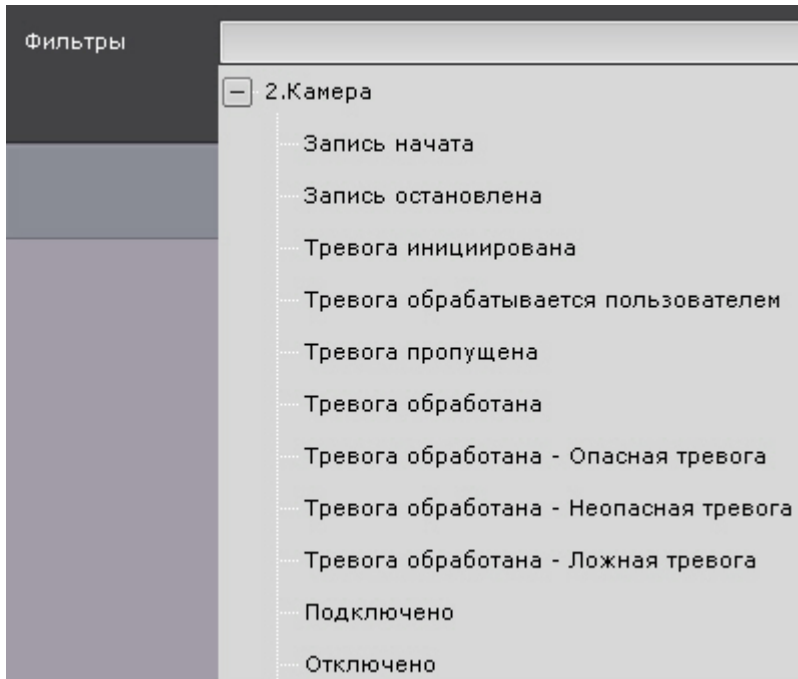 Фильтры
2.Камера
Запись начата
Запись остановлена
Тревога инициирована
Тревога обрабатывается пользователем
Тревога пропущена
Тревога обработана
Тревога обработана - Опасная тревога
Тревога обработана - Неопасная тревога
Тревога обработана - Ложная тревога
Подключено
Отключено